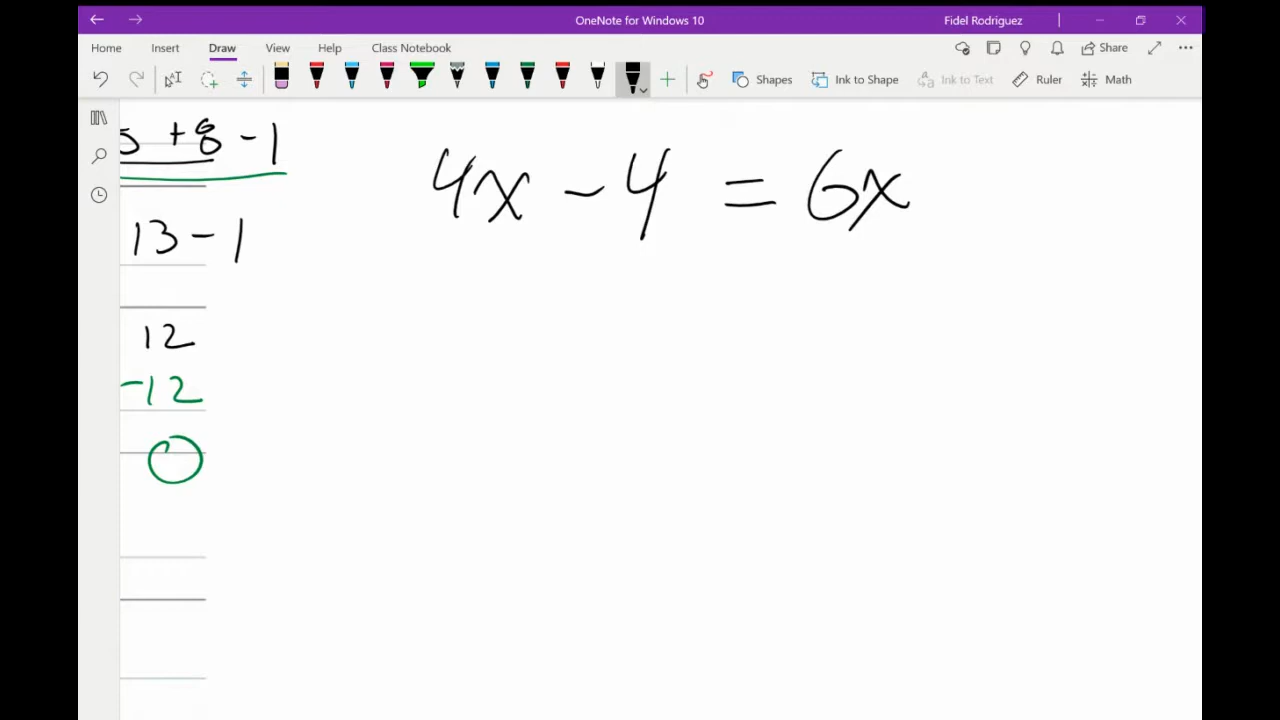 OneNote for Windows 10
Fidel Rodriguez
Home Insert Draw View Help Class Notebook Share
Shapes Ink to Shape Ink to Text Ruler Math
5 + 8 - 1
13 - 1
12
-12
0
4x - 4 = 6x